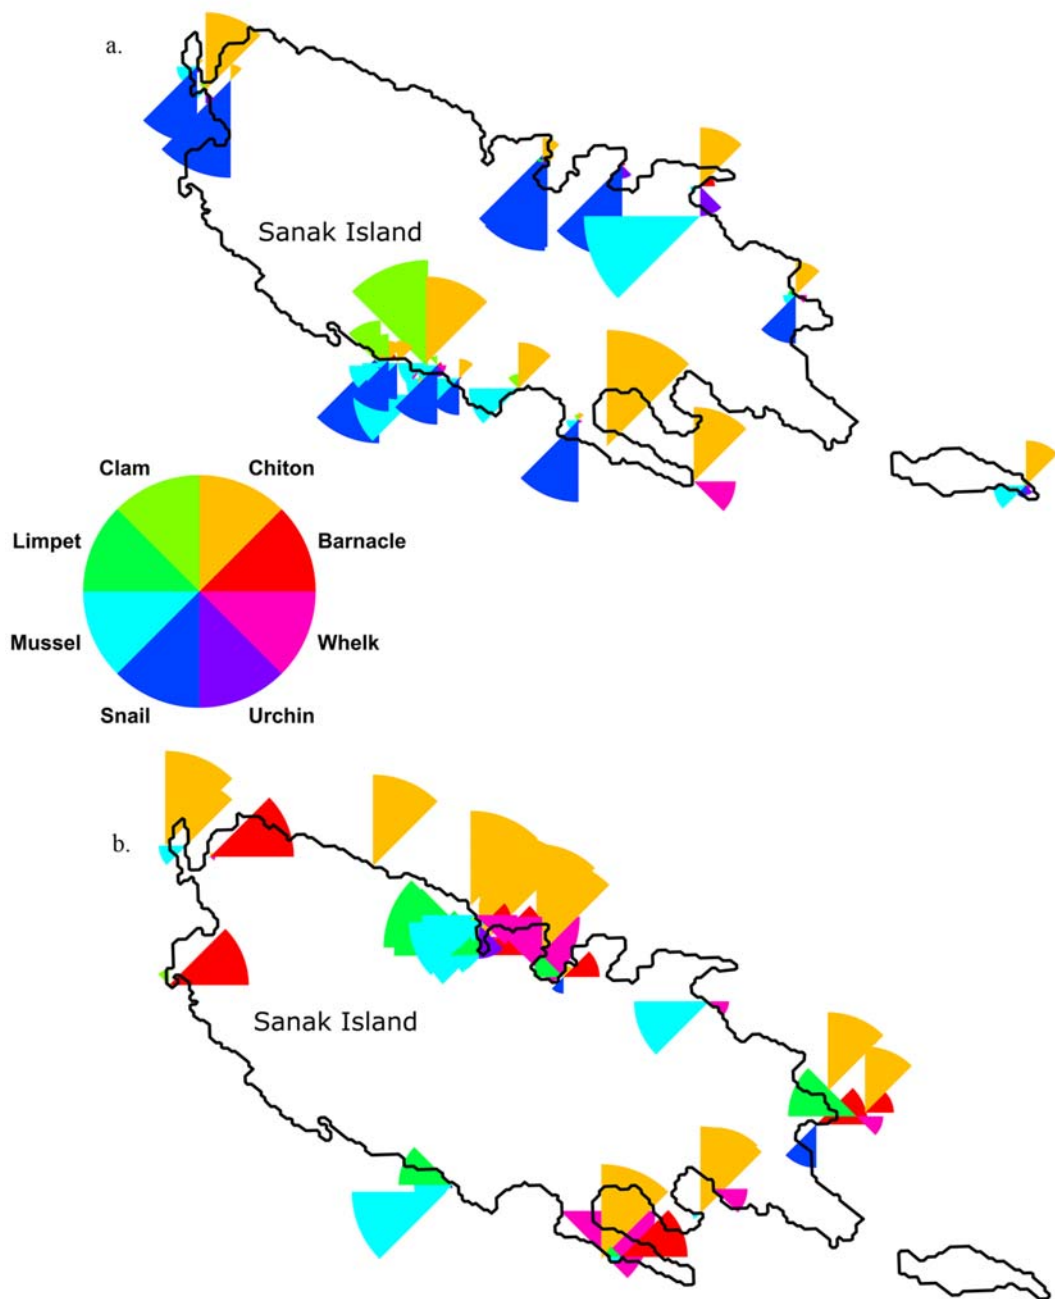 a.
Sanak Island
Clam
Chiton
Limpet
Barnacle
Mussel
Whelk
Snail
Urchin
b.
Sanak Island